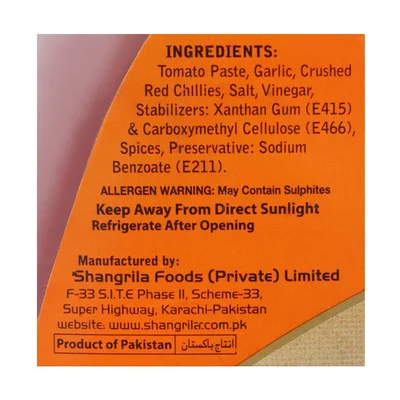 INGREDIENTS:
Tomato Paste, Garlic, Crushed
Red Chillies, Salt, Vinegar,
Stabilizers: Xanthan Gum (E415)
& Carboxymethyl Cellulose (E466),
Spices, Preservative: Sodium
Benzoate (E211).
ALLERGEN WARNING: May Contain Sulphites
Keep Away From Direct Sunlight
Refrigerate After Opening
Manufactured by:
Shangrila Foods (Private) Limited
F-33 S.I.T.E Phase II, Scheme-33,
Super Highway, Karachi-Pakistan
website: www.shangrila.com.pk
Product of Pakistan انتاج باكستان